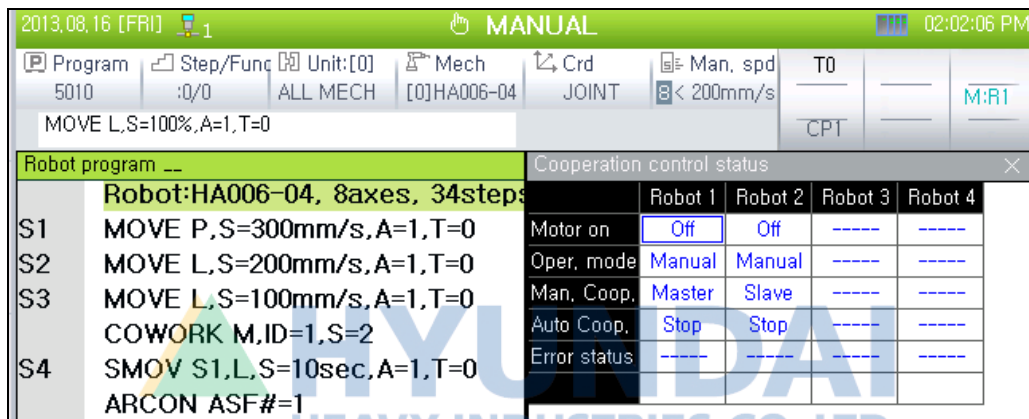 2013,08,16 [FRI] 1 MANUAL 02:02:06 PM
P Program Step/Func Unit:[0] Mech Crd Man, spd T0
5010 :0/0 ALL MECH [0]HA006-04 JOINT 8< 200mm/s M:R1
MOVE L,S=100%,A=1,T=0 CP1
Robot program __ Cooperation control status
Robot:HA006-04, 8axes, 34steps Robot 1 Robot 2 Robot 3 Robot 4
S1 MOVE P,S=300mm/s,A=1,T=0 Motor on Off Off ----- -----
S2 MOVE L,S=200mm/s,A=1,T=0 Oper, mode Manual Manual ----- -----
S3 MOVE L,S=100mm/s,A=1,T=0 Man, Coop, Master Slave ----- -----
COWORK M,ID=1,S=2 Auto Coop, Stop Stop ----- -----
S4 SMOV S1,L,S=10sec,A=1,T=0 Error status ----- ----- ----- -----
ARCON ASF#=1
HYUNDAI
HEAVY INDUSTRIES CO.,LTD.